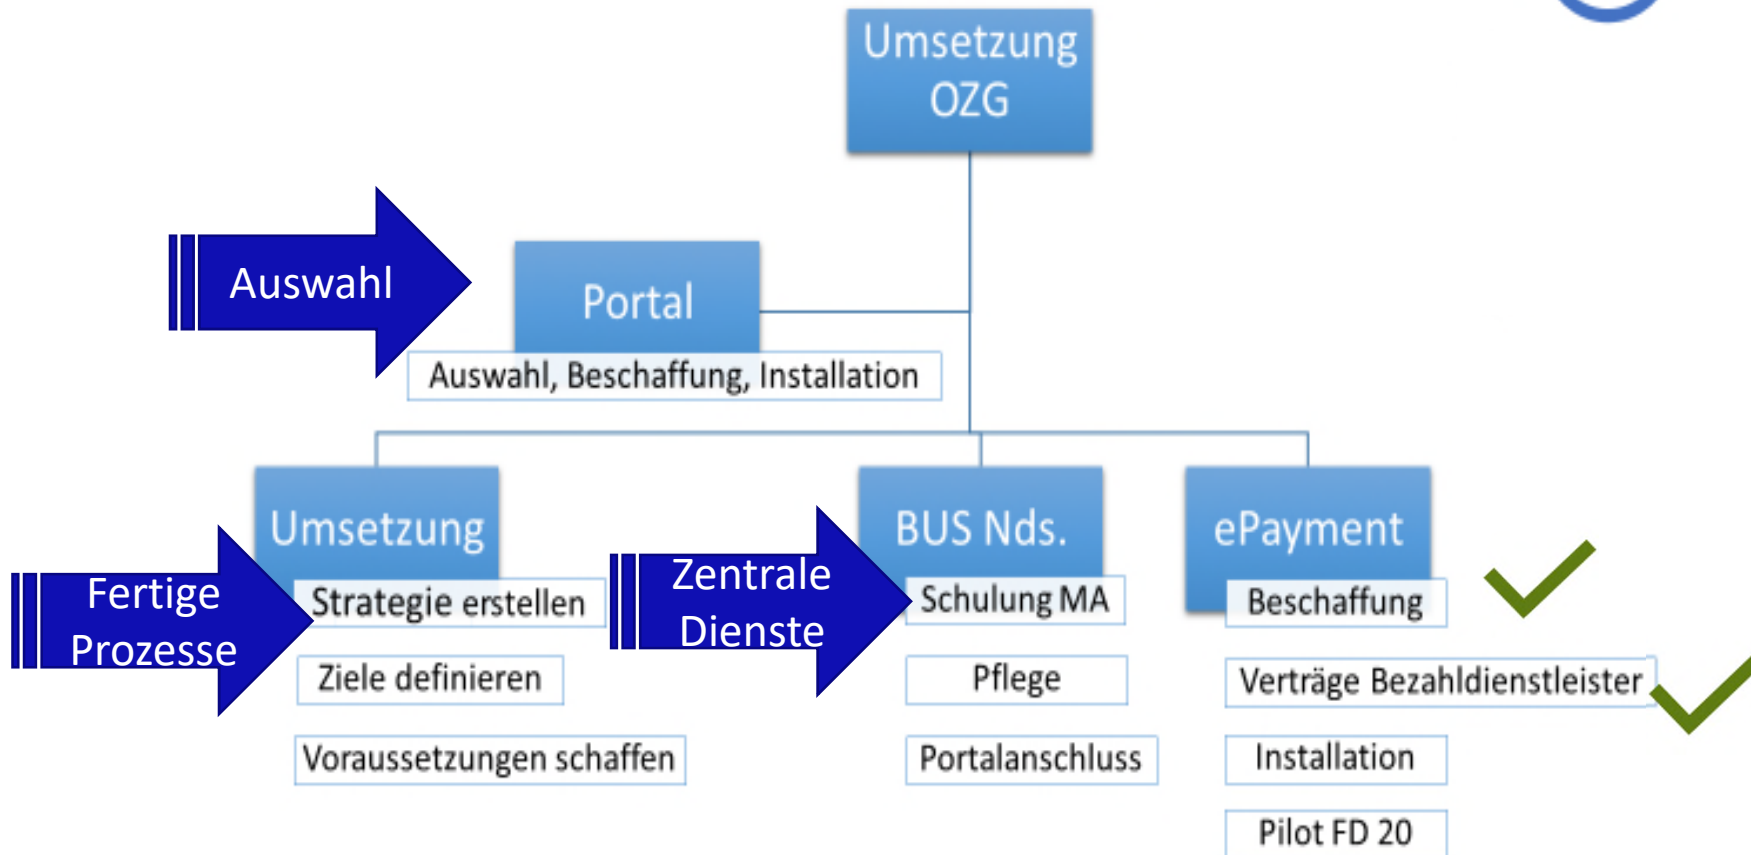 Umsetzung
OZG
Auswahl
Portal
Auswahl, Beschaffung, Installation
Umsetzung
Fertige
Prozesse
Strategie erstellen
Ziele definieren
Voraussetzungen schaffen
BUS Nds.
Zentrale
Dienste
Schulung MA
Pflege
Portalanschluss
ePayment
Beschaffung
Verträge Bezahldienstleister
Installation
Pilot FD 20